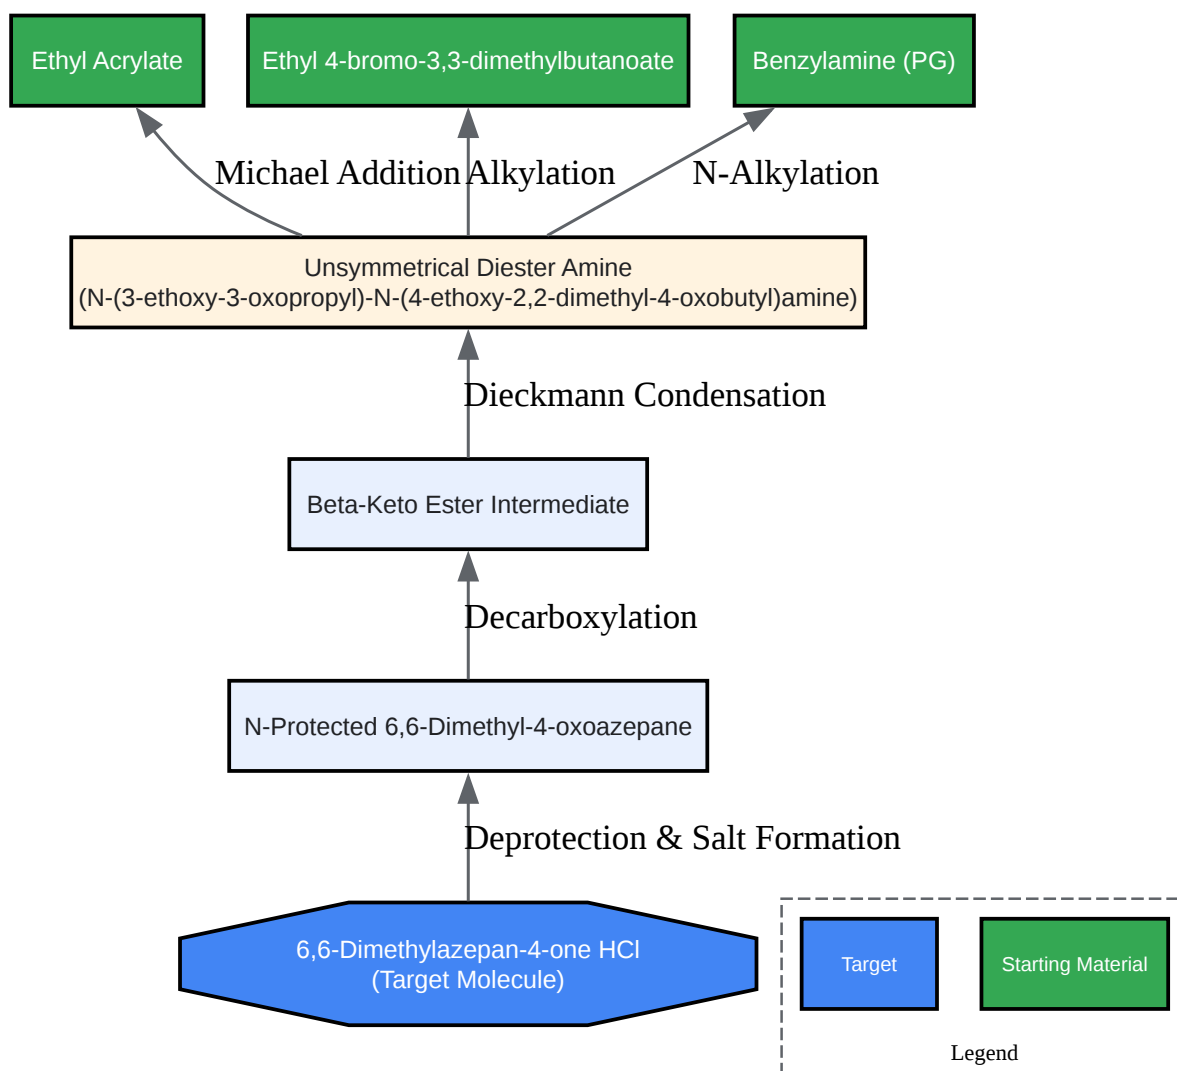 Ethyl Acrylate
Ethyl 4-bromo-3,3-dimethylbutanoate
Benzylamine (PG)
Michael Addition
Alkylation
N-Alkylation
Unsymmetrical Diester Amine
(N-(3-ethoxy-3-oxopropyl)-N-(4-ethoxy-2,2-dimethyl-4-oxobutyl)amine)
Dieckmann Condensation
Beta-Keto Ester Intermediate
Decarboxylation
N-Protected 6,6-Dimethyl-4-oxoazepane
Deprotection & Salt Formation
6,6-Dimethylazepan-4-one HCl
(Target Molecule)
Target
Starting Material
Legend